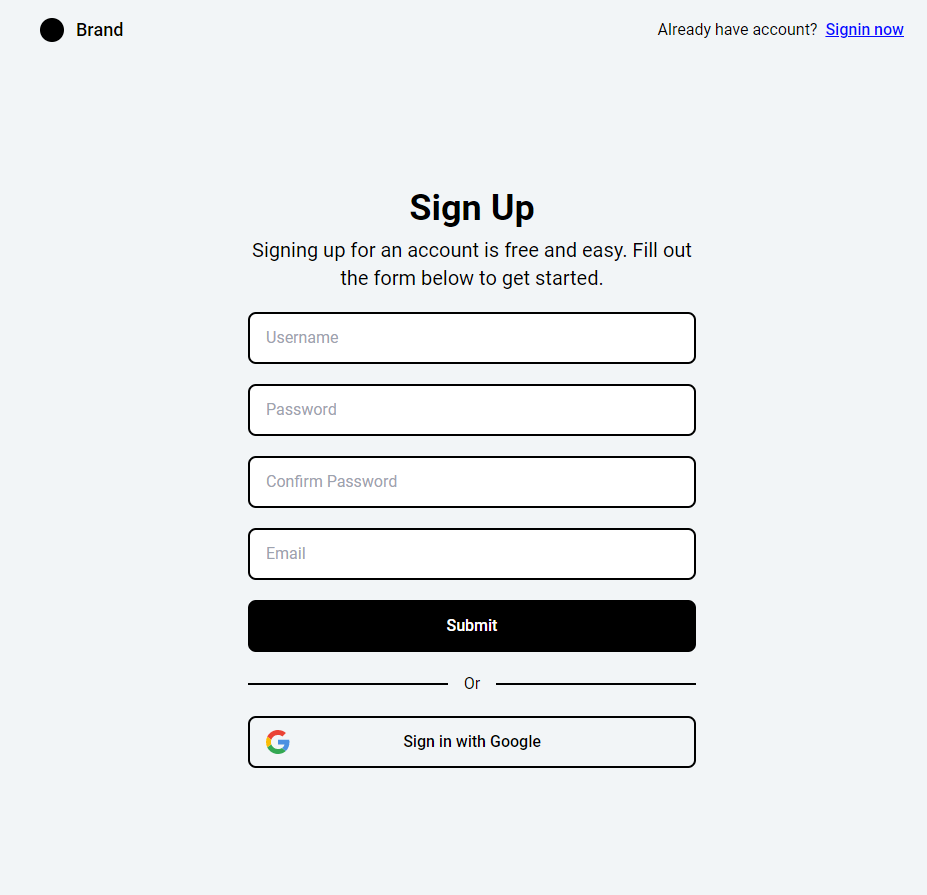 Brand
Already have account? Signin now
Sign Up
Signing up for an account is free and easy. Fill out
the form below to get started.
Username
Password
Confirm Password
Email
Submit
Or
Sign in with Google